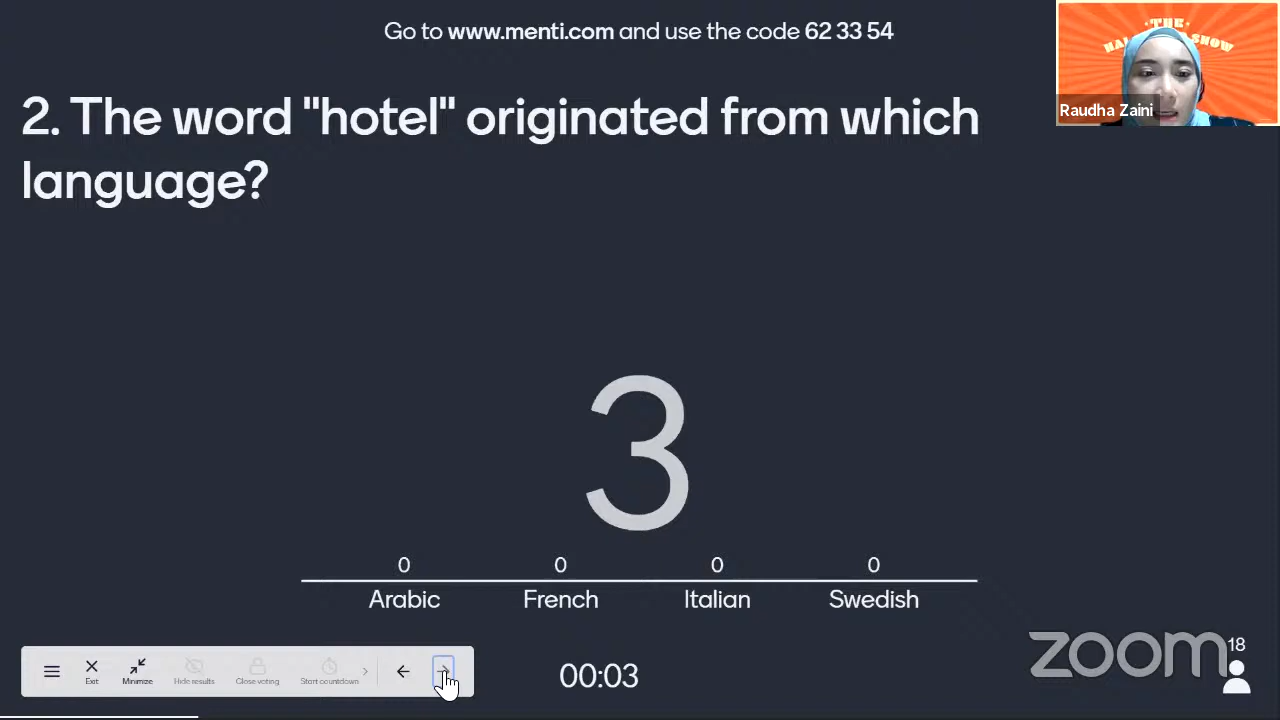 Go to www.menti.com and use the code 62 33 54
THE
SHOW
Raudha Zaini
2. The word "hotel" originated from which
language?
3
0 0 0 0
Arabic French Italian Swedish
Exit Minimize Hide results Close voting Start countdown
00:03
zoom
18